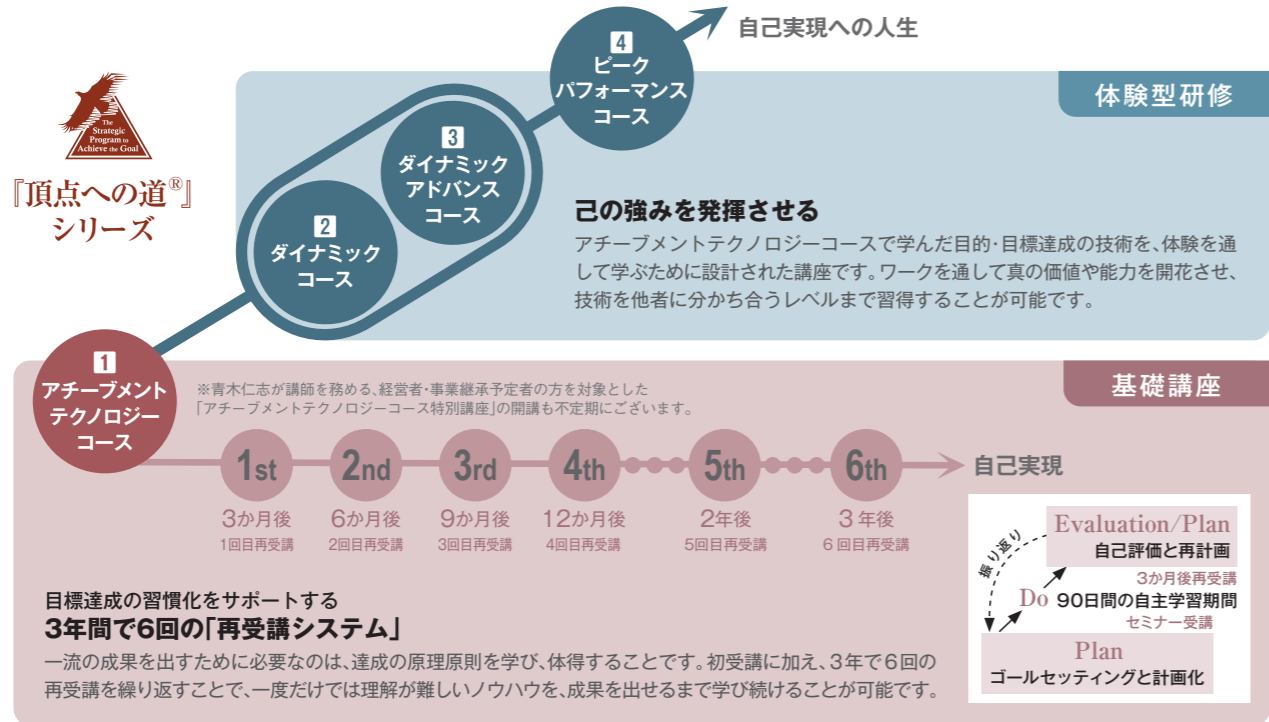 The
Strategic
Program to
Achieve the Goal
『頂点への道®』
シリーズ
4
ピーク
パフォーマンス
コース
自己実現への人生
体験型研修
3
ダイナミック
アドバンス
コース
2
ダイナミック
コース
己の強みを発揮させる
アチーブメントテクノロジーコースで学んだ目的・目標達成の技術を、体験を通
して学ぶために設計された講座です。ワークを通して真の価値や能力を開花させ、
技術を他者に分かち合うレベルまで習得することが可能です。
1
アチーブメント
テクノロジー
コース
基礎講座
※青木仁志が講師を務める、経営者・事業継承予定者の方を対象とした
「アチーブメントテクノロジーコース特別講座」の開講も不定期にございます。
1st 2nd 3rd 4th 5th 6th 自己実現
3か月後 6か月後 9か月後 12か月後 2年後 3年後
1回目再受講 2回目再受講 3回目再受講 4回目再受講 5回目再受講 6回目再受講
目標達成の習慣化をサポートする
3年間で6回の「再受講システム」
一流の成果を出すために必要なのは、達成の原理原則を学び、体得することです。初受講に加え、3年で6回の
再受講を繰り返すことで、一度だけでは理解が難しいノウハウを、成果を出せるまで学び続けることが可能です。
Evaluation/Plan
自己評価と再計画
振り返り
3か月後再受講
Do 90日間の自主学習期間
セミナー受講
Plan
ゴールセッティングと計画化